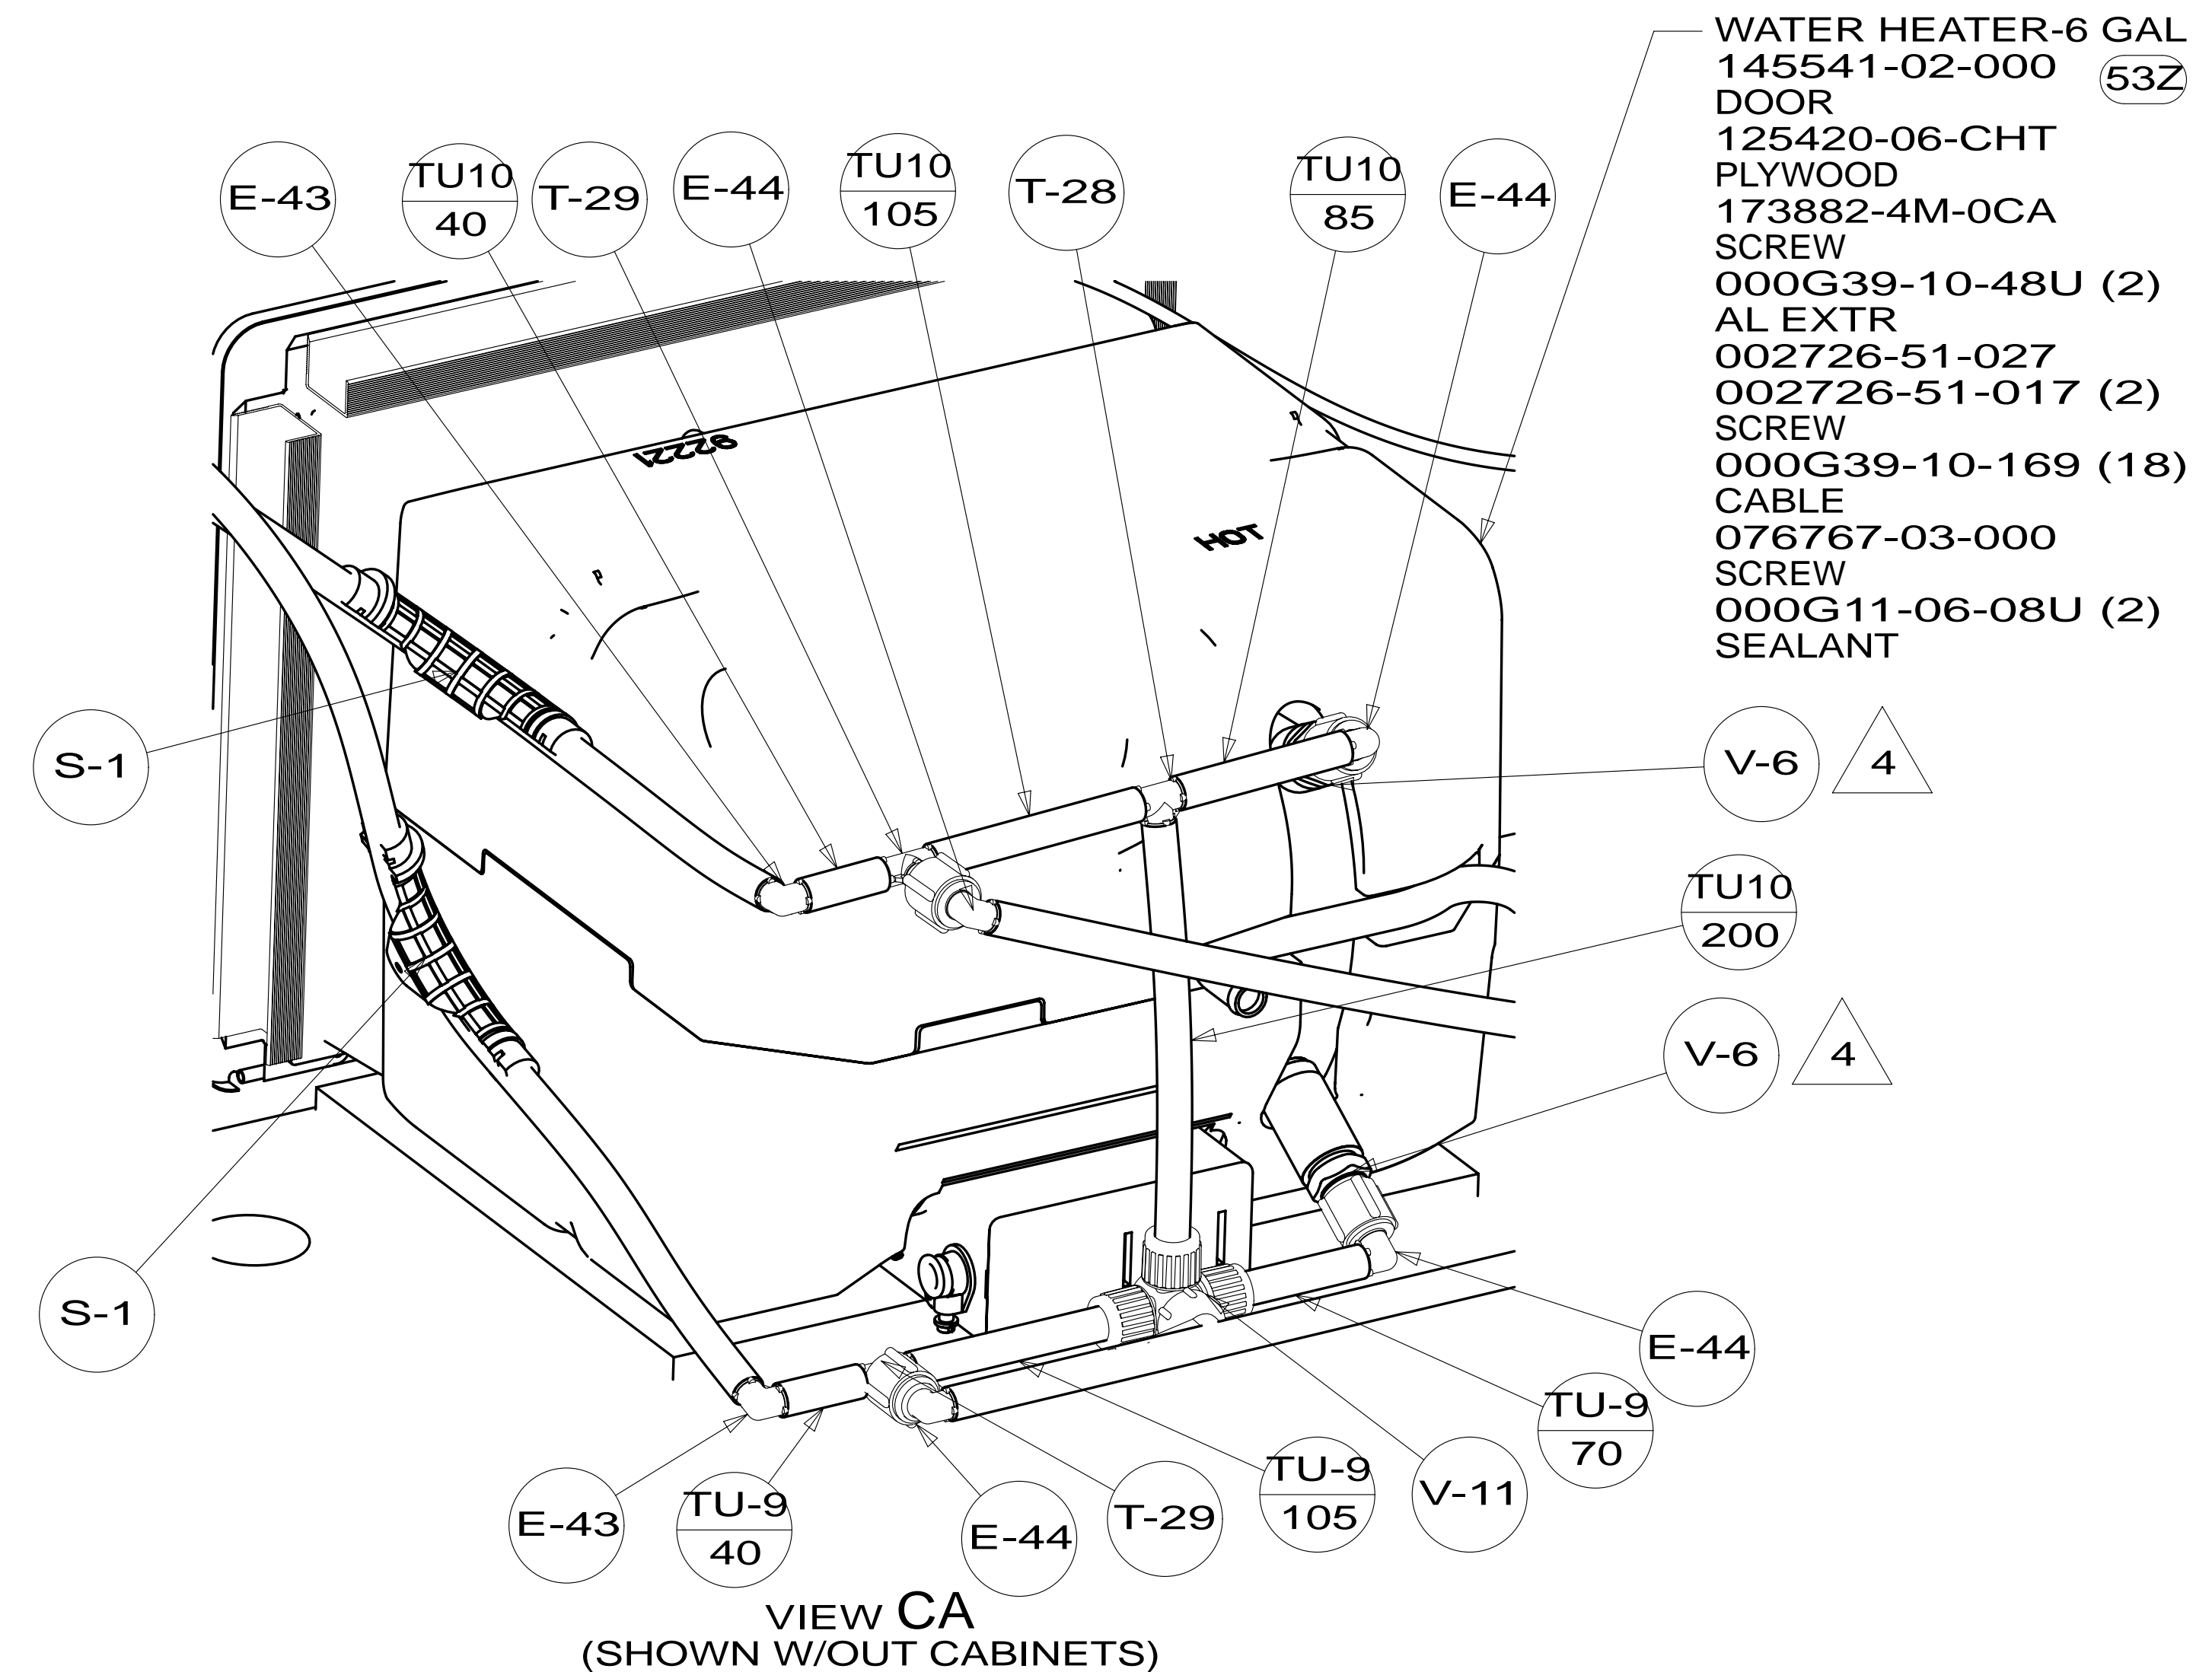 WATER HEATER-6 GAL
145541-02-000 53Z
DOOR
125420-06-CHT
PLYWOOD
173882-4M-0CA
SCREW
000G39-10-48U (2)
AL EXTR
002726-51-027
002726-51-017 (2)
SCREW
000G39-10-169 (18)
CABLE
076767-03-000
SCREW
000G11-06-08U (2)
SEALANT
E-43
TU10
40
T-29
E-44
TU10
105
T-28
TU10
85
E-44
92221
HOT
S-1
V-6
4
TU10
200
V-6
4
S-1
E-44
TU-9
70
E-43
TU-9
40
E-44
T-29
TU-9
105
V-11
VIEW CA
(SHOWN W/OUT CABINETS)